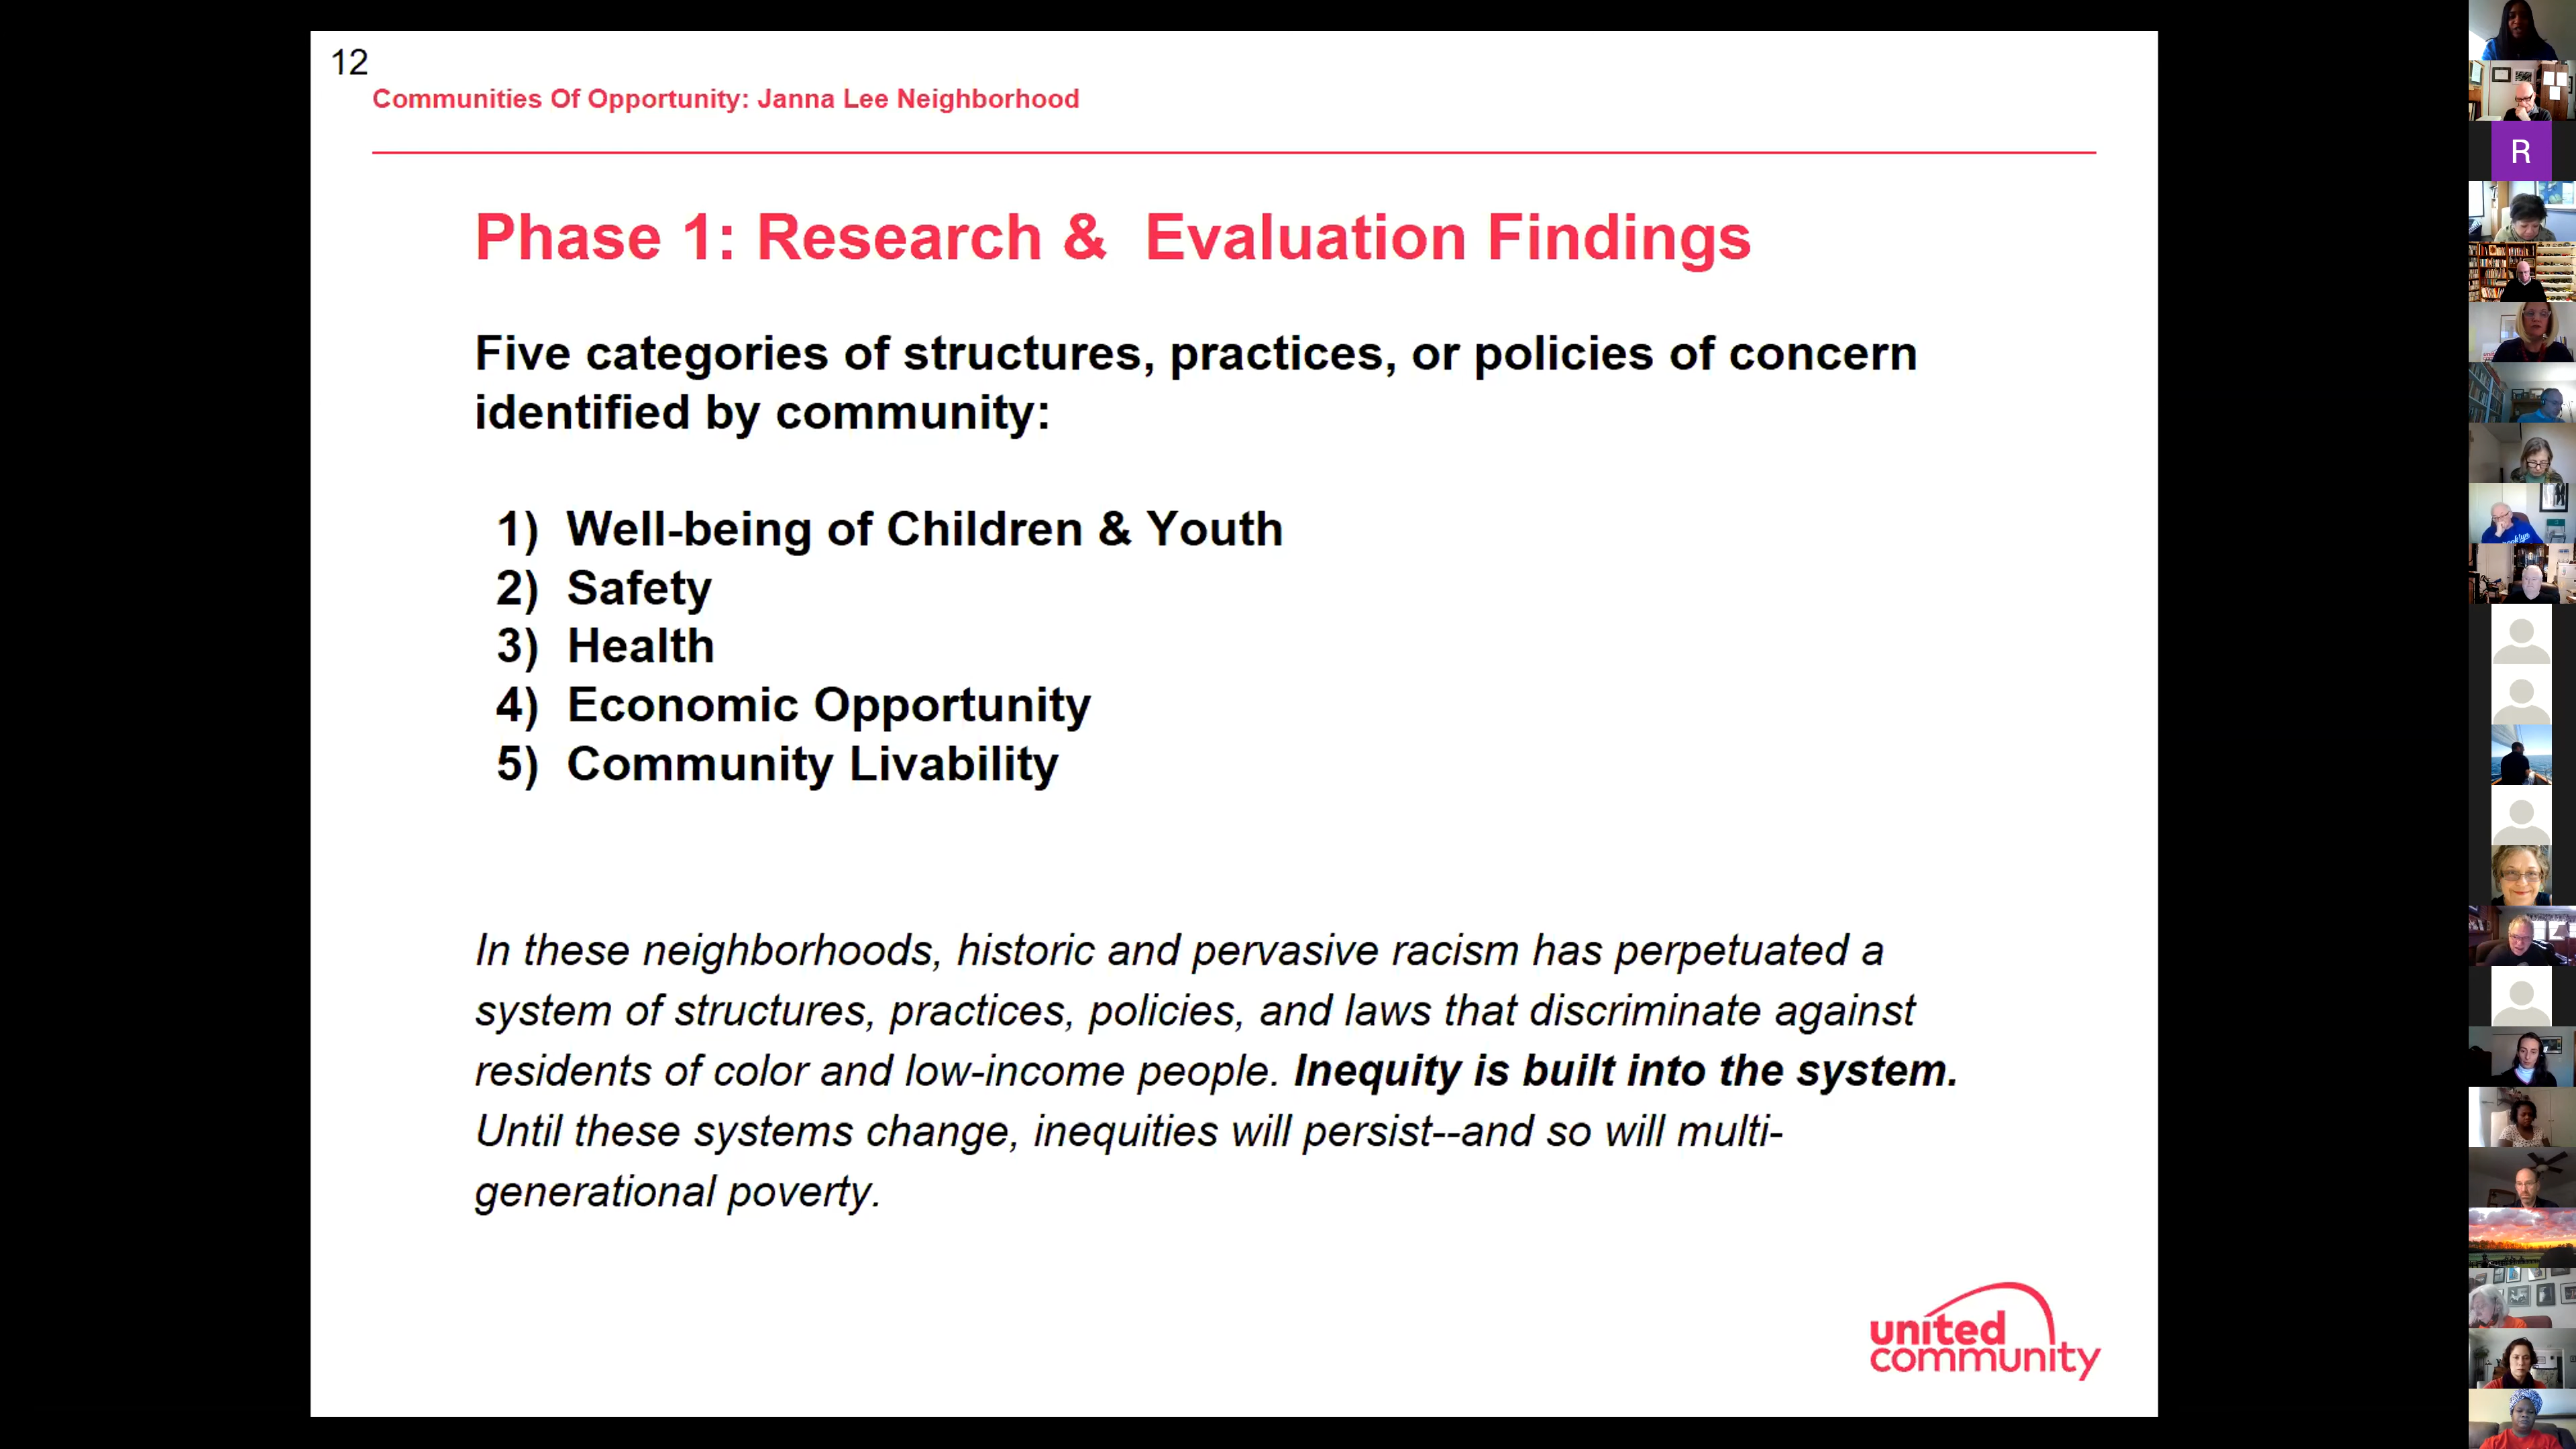 12
Communities Of Opportunity: Janna Lee Neighborhood
Phase 1: Research & Evaluation Findings
Five categories of structures, practices, or policies of concern
identified by community:
1) Well-being of Children & Youth
2) Safety
3) Health
4) Economic Opportunity
5) Community Livability
In these neighborhoods, historic and pervasive racism has perpetuated a
system of structures, practices, policies, and laws that discriminate against
residents of color and low-income people. Inequity is built into the system.
Until these systems change, inequities will persist--and so will multi-
generational poverty.
united
community
R